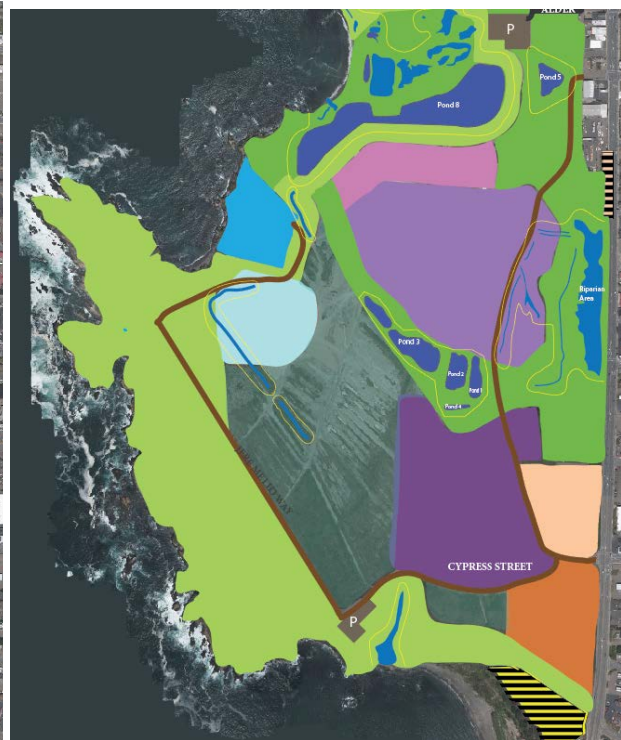 ALDER
P
Pond 5
Pond 8
Riparian
Area
Pond 3
Pond 2
Pond 1
Pond 4
CYPRESS STREET
P